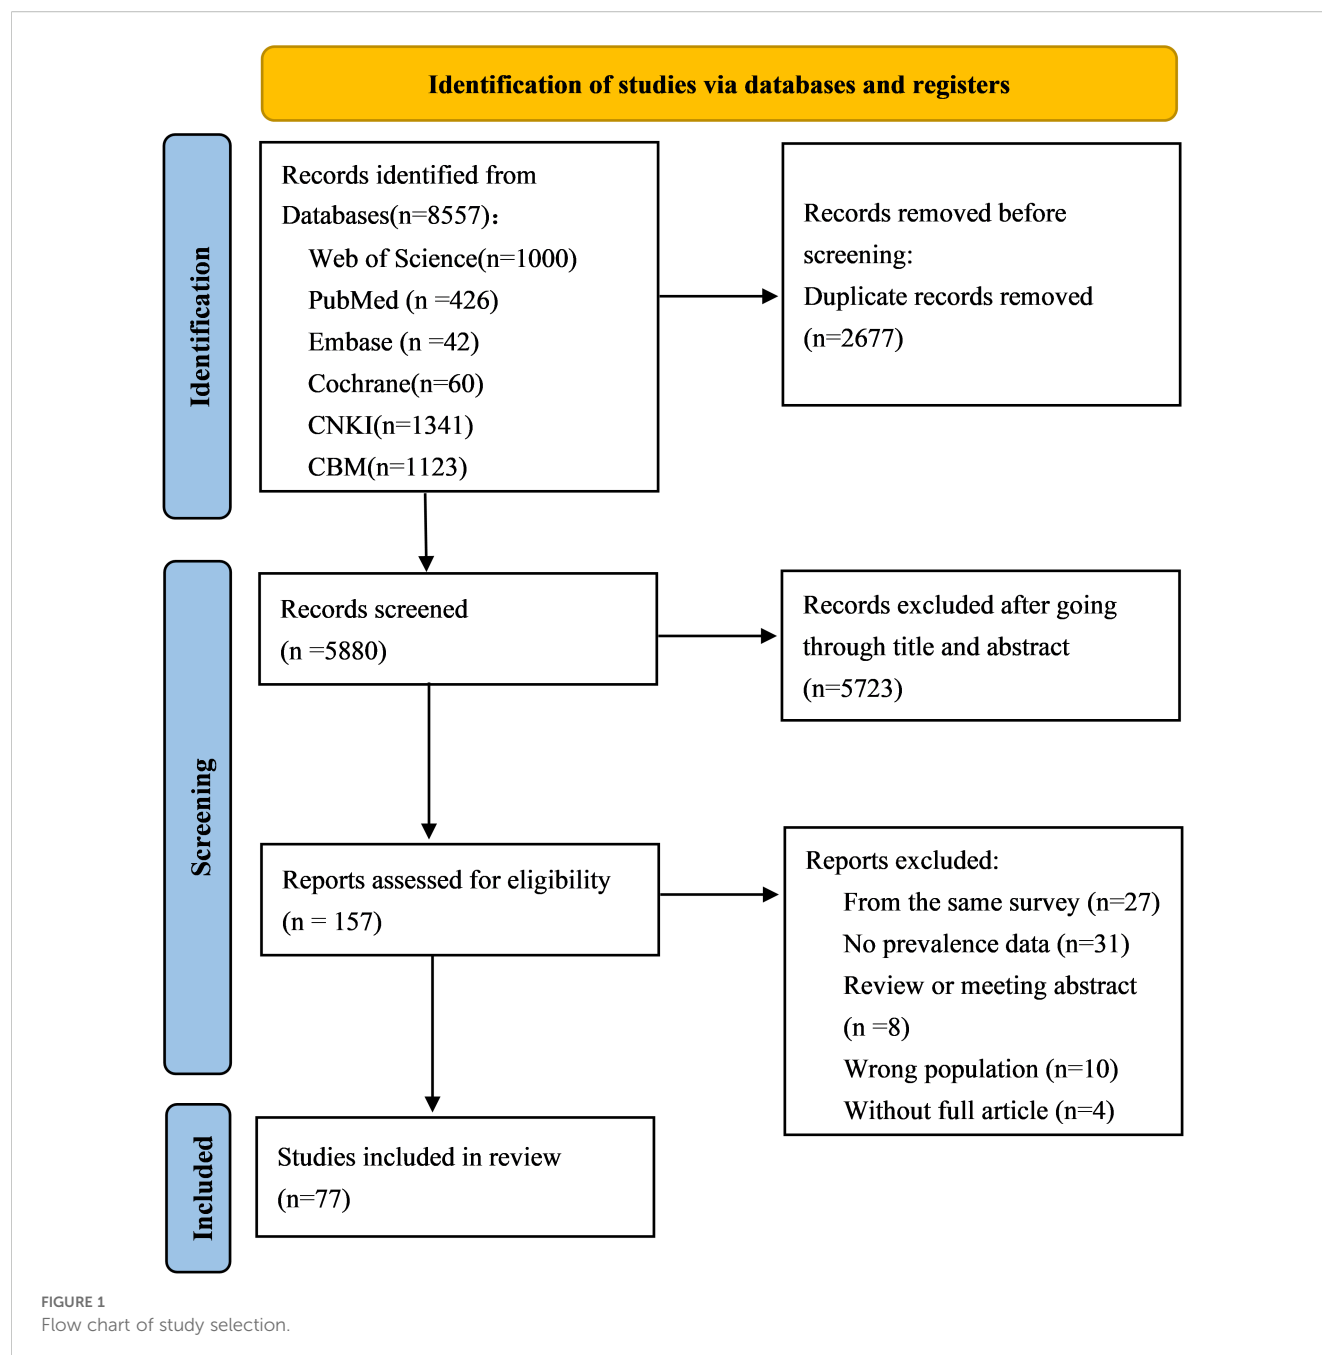 Identification of studies via databases and registers
Identification
Records identified from
Databases(n=8557)：
Web of Science(n=1000)
PubMed (n =426)
Embase (n =42)
Cochrane(n=60)
CNKI(n=1341)
CBM(n=1123)
Records removed before
screening:
Duplicate records removed
(n=2677)
Screening
Records screened
(n =5880)
Records excluded after going
through title and abstract
(n=5723)
Reports assessed for eligibility
(n = 157)
Reports excluded:
From the same survey (n=27)
No prevalence data (n=31)
Review or meeting abstract
(n =8)
Wrong population (n=10)
Without full article (n=4)
Included
Studies included in review
(n=77)
FIGURE 1
Flow chart of study selection.